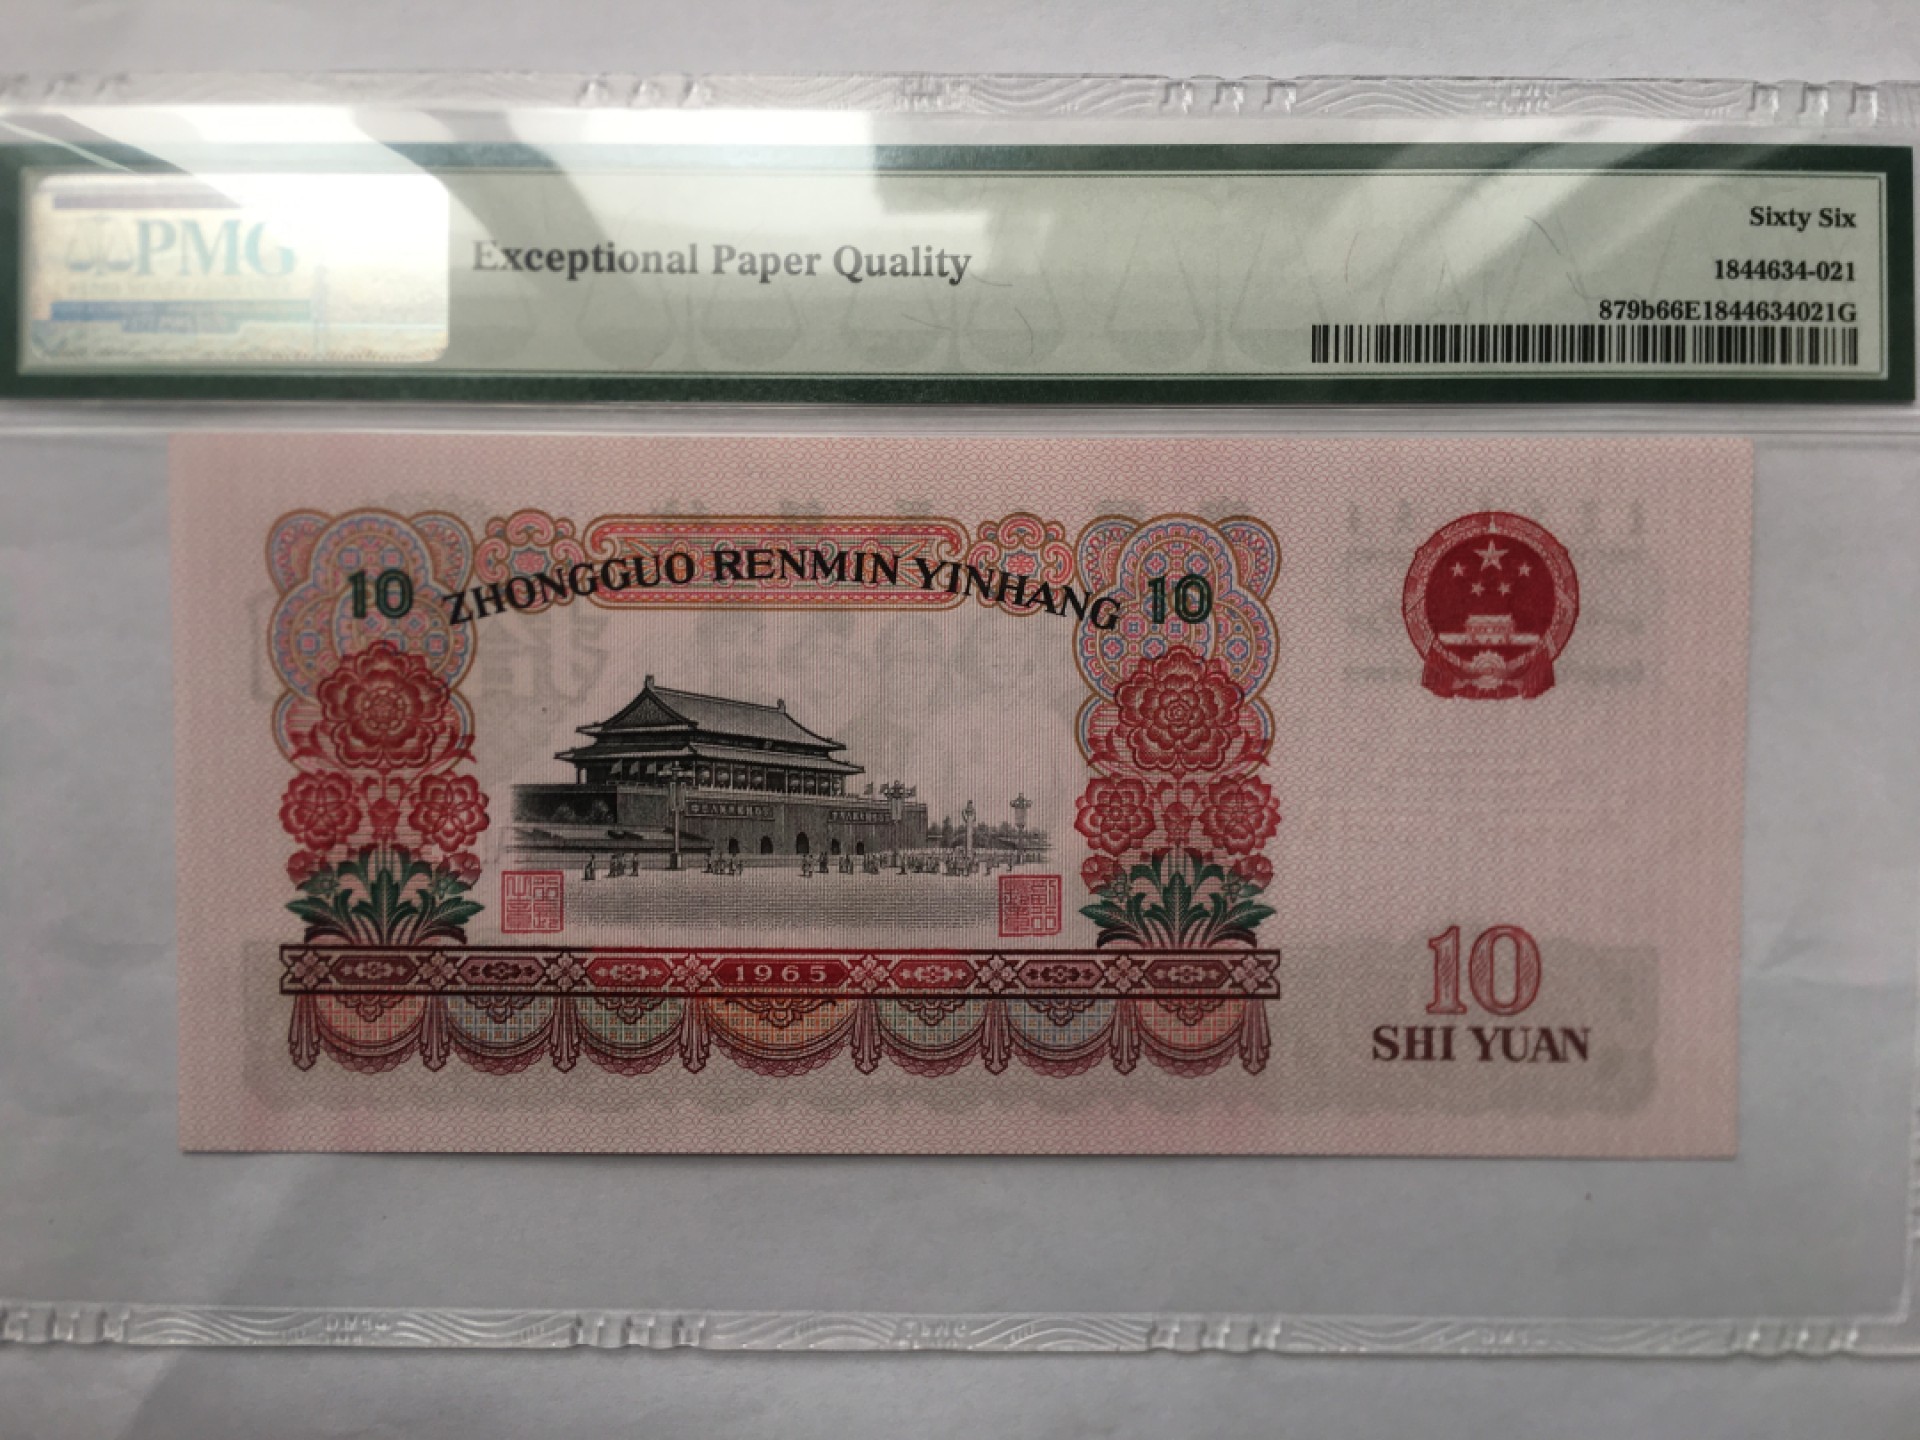 PMG
Exceptional Paper Quality
Sixty Six
1844634-021
879b66E1844634021G
10 ZHONGGUO RENMIN YINHANG 10
1965
10
SHI YUAN